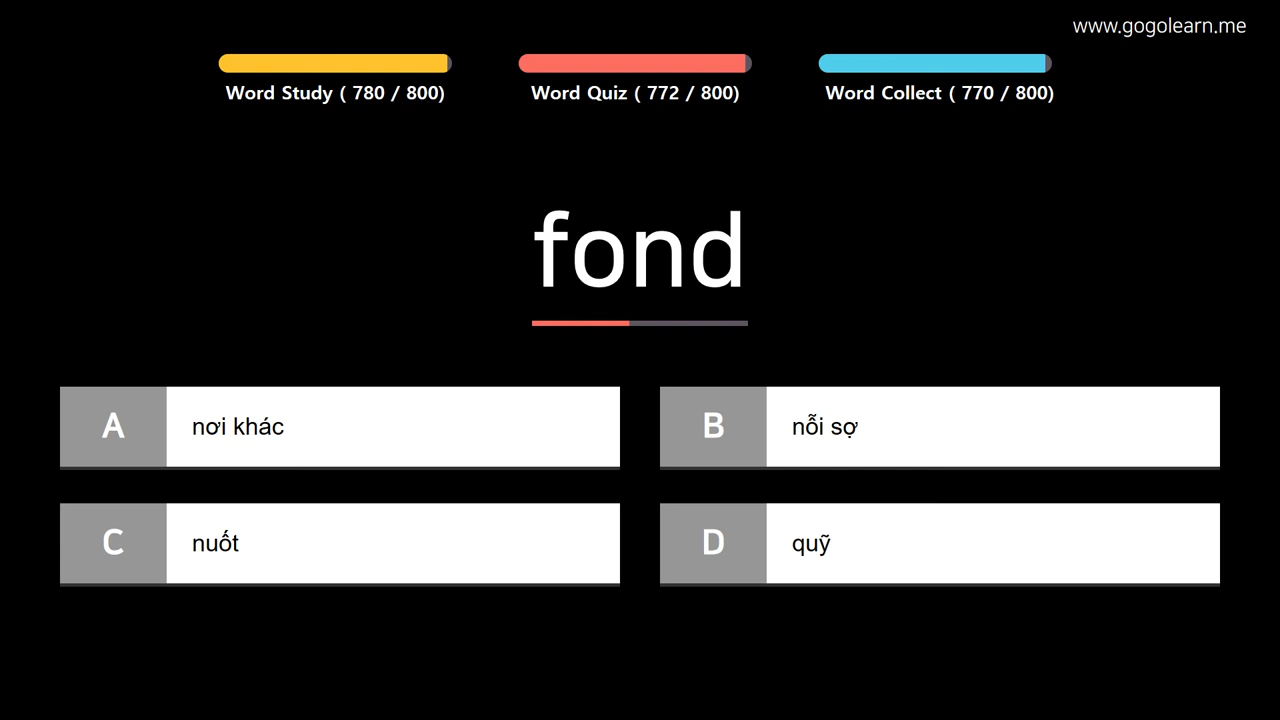 www.gogolearn.me
Word Study ( 780 / 800)
Word Quiz ( 772 / 800)
Word Collect ( 770 / 800)
fond
A nơi khác
B nỗi sợ
C nuốt
D quỹ